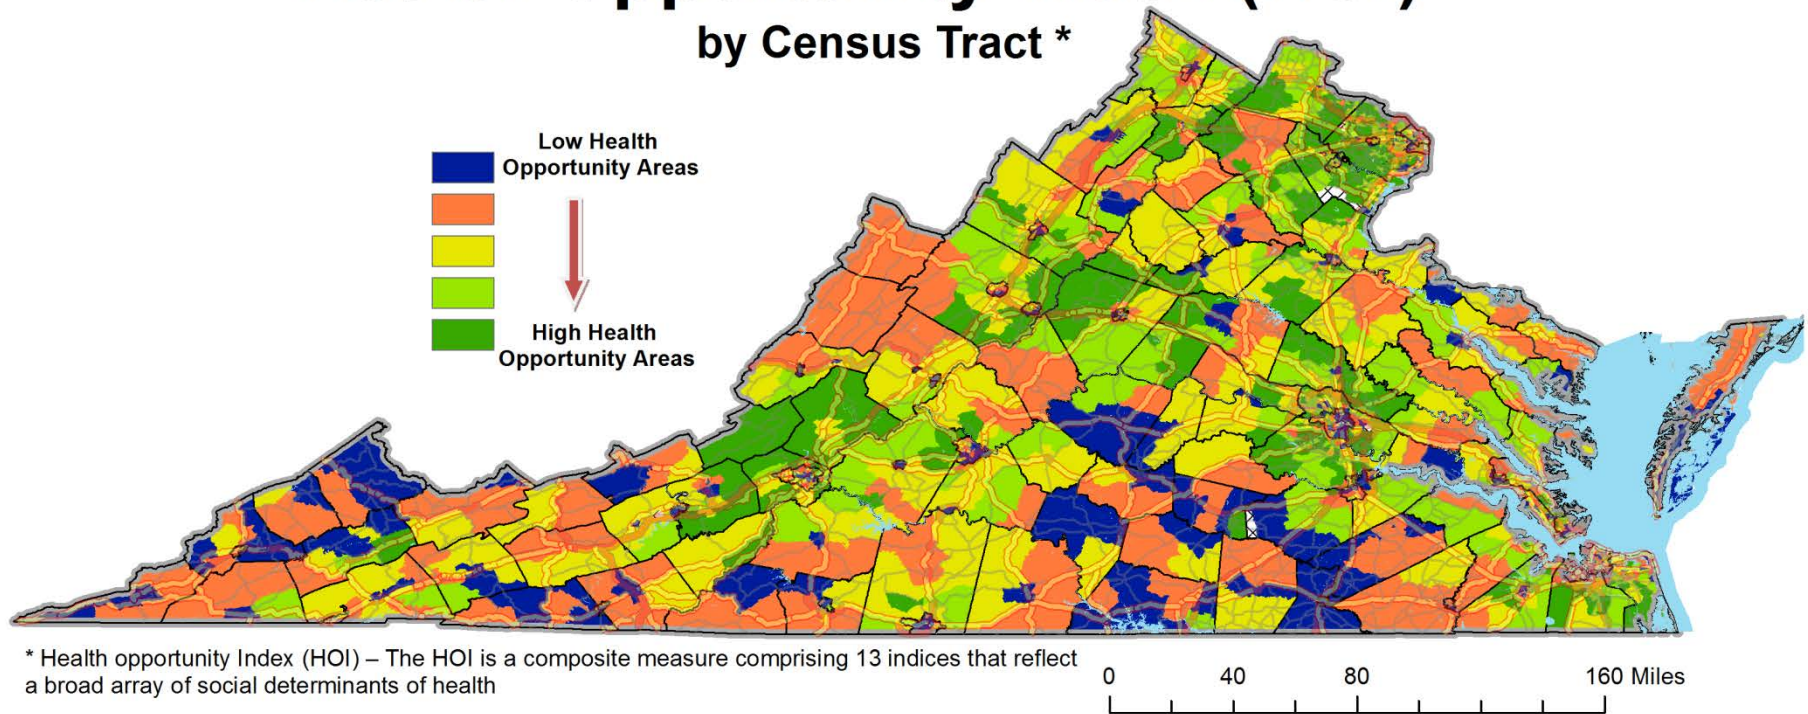 by Census Tract *
Low Health
Opportunity Areas
High Health
Opportunity Areas
* Health opportunity Index (HOI) – The HOI is a composite measure comprising 13 indices that reflect
a broad array of social determinants of health
0 40 80 160 Miles